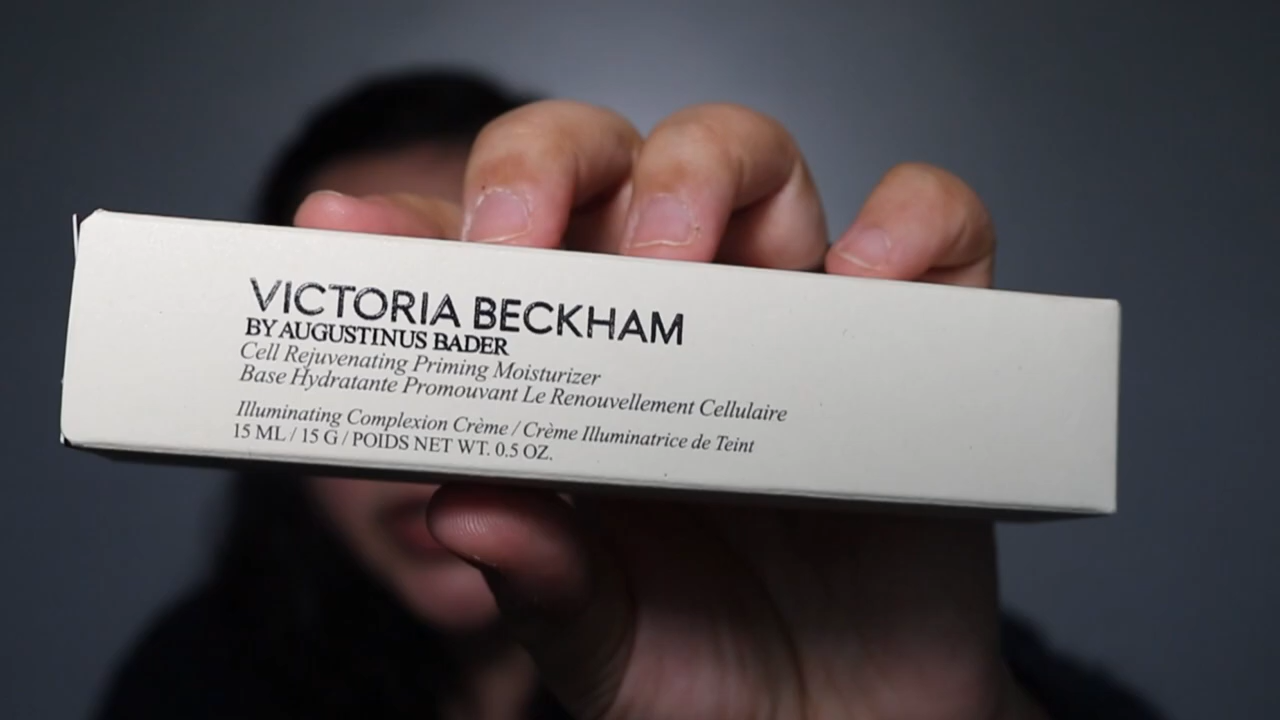 VICTORIA BECKHAM
BY AUGUSTINUS BADER
Cell Rejuvenating Priming Moisturizer
Base Hydratante Promouvant Le Renouvellement Cellulaire
Illuminating Complexion Crème / Crème Illuminatrice de Teint
15 ML / 15 G / POIDS NET WT. 0.5 OZ.